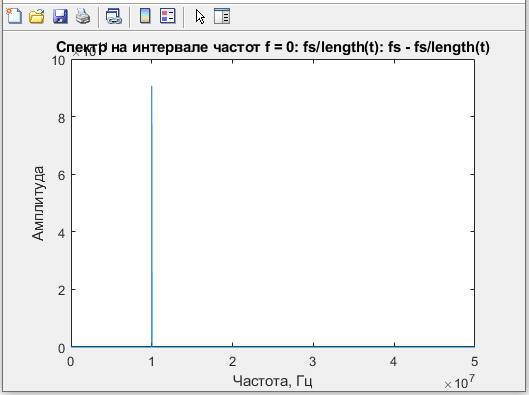 Спектр на интервале частот f = 0: fs/length(t): fs - fs/length(t)
10
8
6
4
2
0
Амплитуда
0 1 2 3 4 5
Частота, Гц
×10⁷